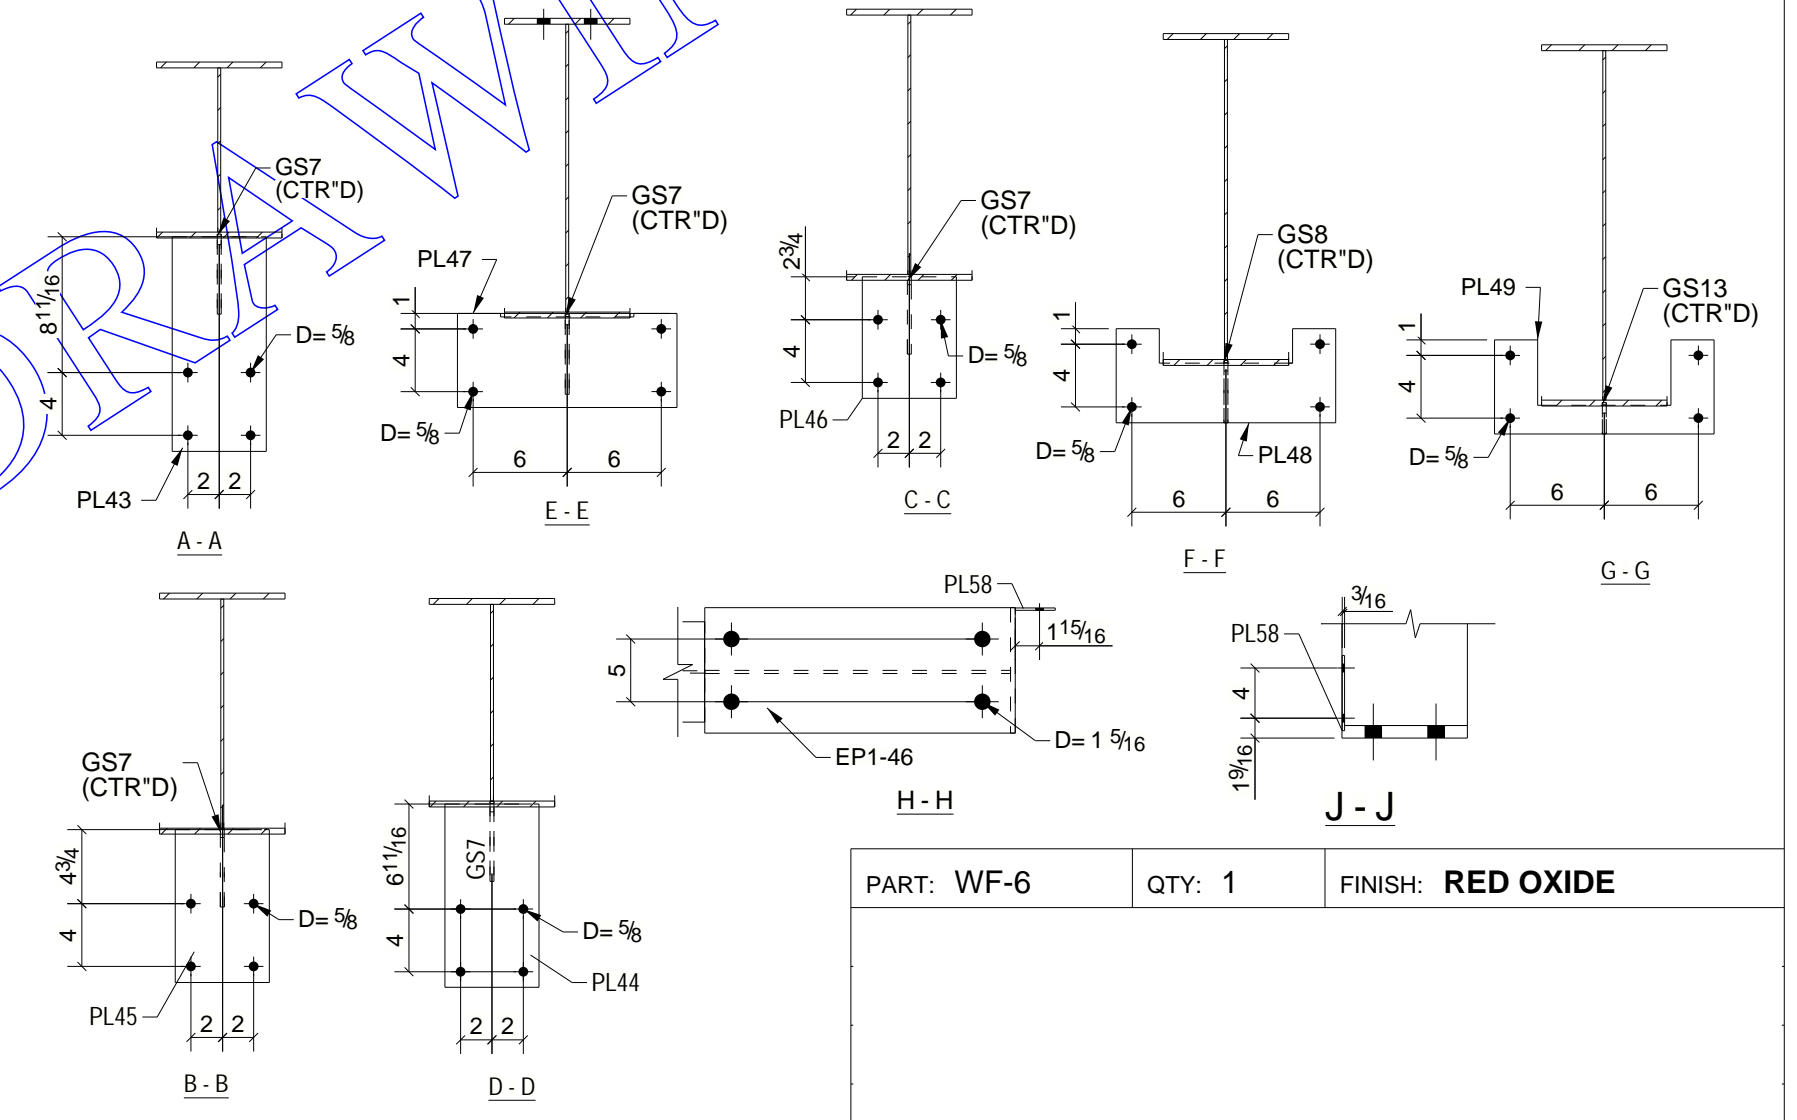 GS7
(CTR"D)
8 11/16
4
D= 5/8
2 2
PL43
A - A
PL47
GS7
(CTR"D)
1
4
D= 5/8
6 6
E - E
GS7
(CTR"D)
2 3/4
4
D= 5/8
PL46
2 2
C - C
GS8
(CTR"D)
1
4
D= 5/8
PL48
6 6
F - F
PL49
GS13
(CTR"D)
1
4
D= 5/8
6 6
G - G
GS7
(CTR"D)
4 3/4
4
D= 5/8
PL45
2 2
B - B
6 11/16
GS7
4
D= 5/8
PL44
2 2
D - D
PL58
1 15/16
5
D= 1 5/16
EP1-46
H - H
3/16
PL58
4
1 9/16
J - J
PART: WF-6 QTY: 1 FINISH: RED OXIDE